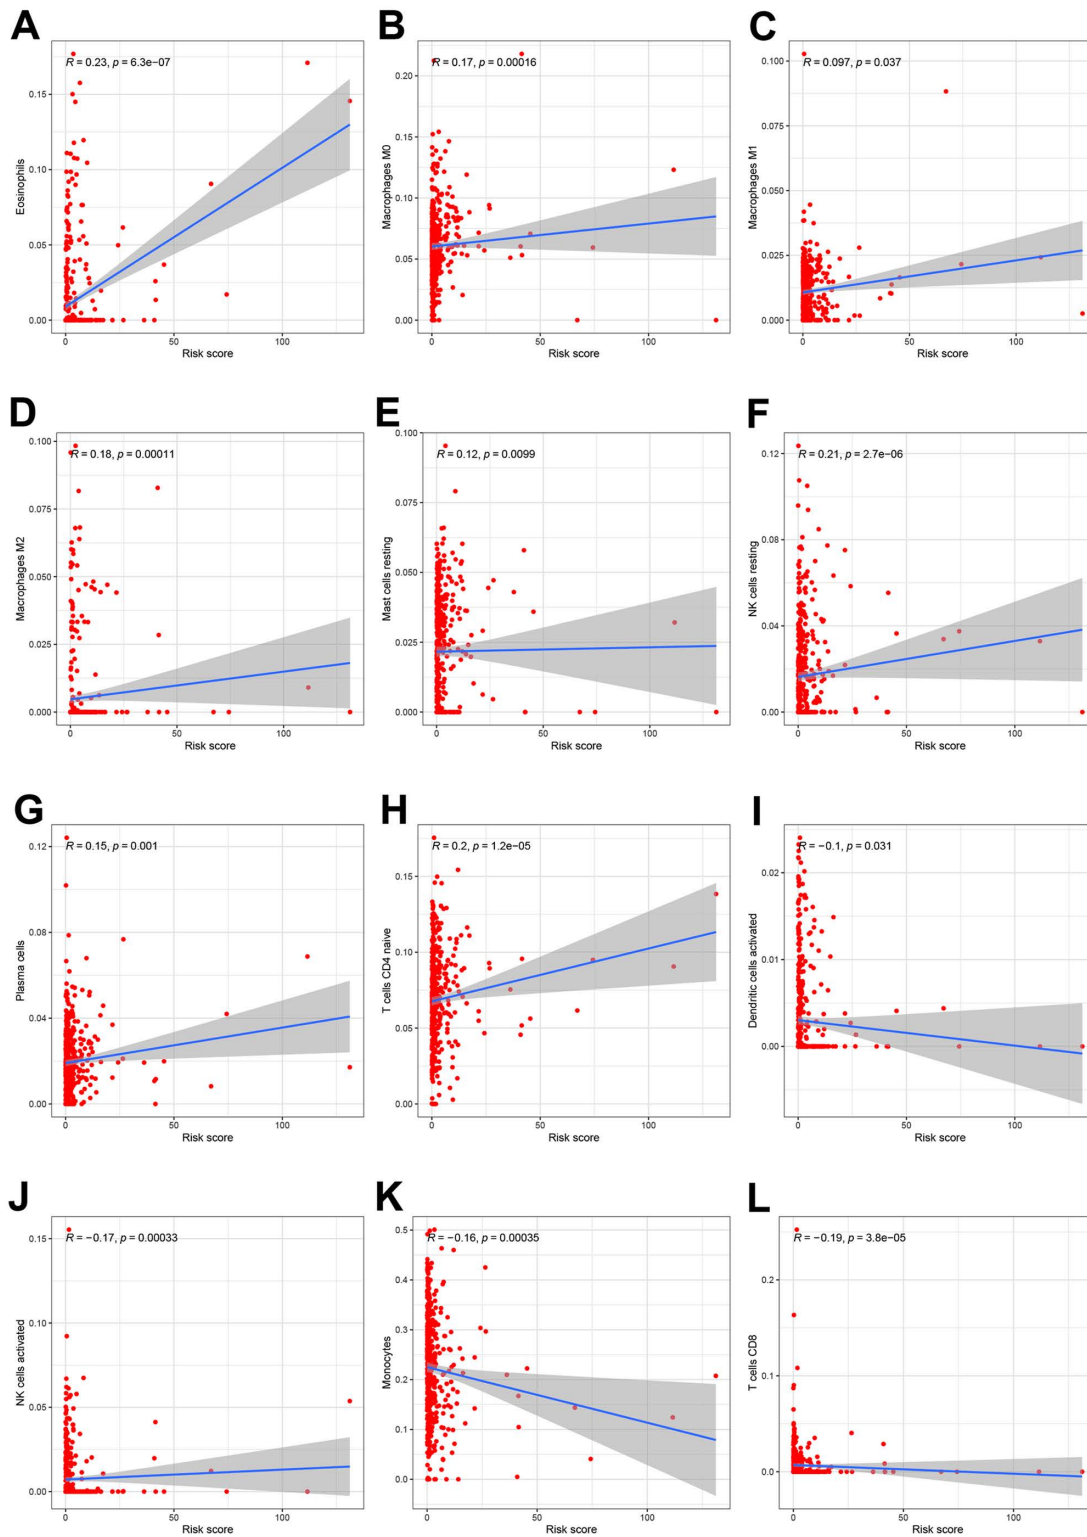 A
R = 0.23, p = 6.3e−07
0.15
0.10
0.05
0.00
Eosinophils
0
50
100
Risk score
B
R = 0.17, p = 0.00016
0.20
0.15
0.10
0.05
0.00
Macrophages M0
0
50
100
Risk score
C
R = 0.097, p = 0.037
0.100
0.075
0.050
0.025
0.000
Macrophages M1
0
50
100
Risk score
D
R = 0.18, p = 0.00011
0.100
0.075
0.050
0.025
0.000
Macrophages M2
0
50
100
Risk score
E
R = 0.12, p = 0.0099
0.100
0.075
0.050
0.025
0.000
Mast cells resting
0
50
100
Risk score
F
R = 0.21, p = 2.7e−06
0.12
0.08
0.04
0.00
NK cells resting
0
50
100
Risk score
G
R = 0.15, p = 0.001
0.12
0.08
0.04
0.00
Plasma cells
0
50
100
Risk score
H
R = 0.2, p = 1.2e−05
0.15
0.10
0.05
0.00
T cells CD4 naive
0
50
100
Risk score
I
R = −0.1, p = 0.031
0.02
0.01
0.00
Dendritic cells activated
0
50
100
Risk score
J
R = −0.17, p = 0.00033
0.15
0.10
0.05
0.00
NK cells activated
0
50
100
Risk score
K
R = −0.16, p = 0.00035
0.5
0.4
0.3
0.2
0.1
0.0
Monocytes
0
50
100
Risk score
L
R = −0.19, p = 3.8e−05
0.2
0.1
0.0
T cells CD8
0
50
100
Risk score